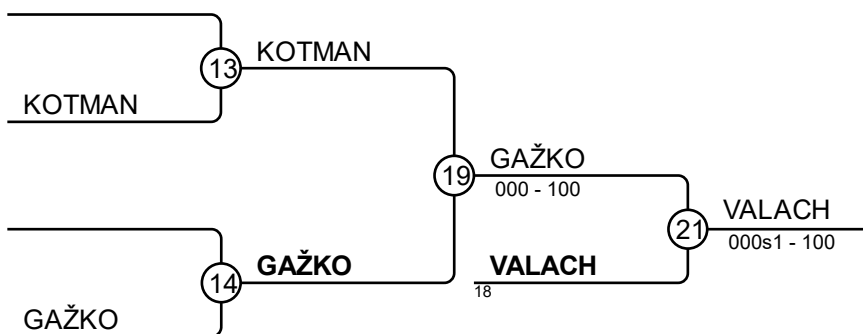 KOTMAN
13
KOTMAN
GAŽKO
19
000 - 100
VALACH
21
000s1 - 100
GAŽKO
VALACH
14
18
GAŽKO